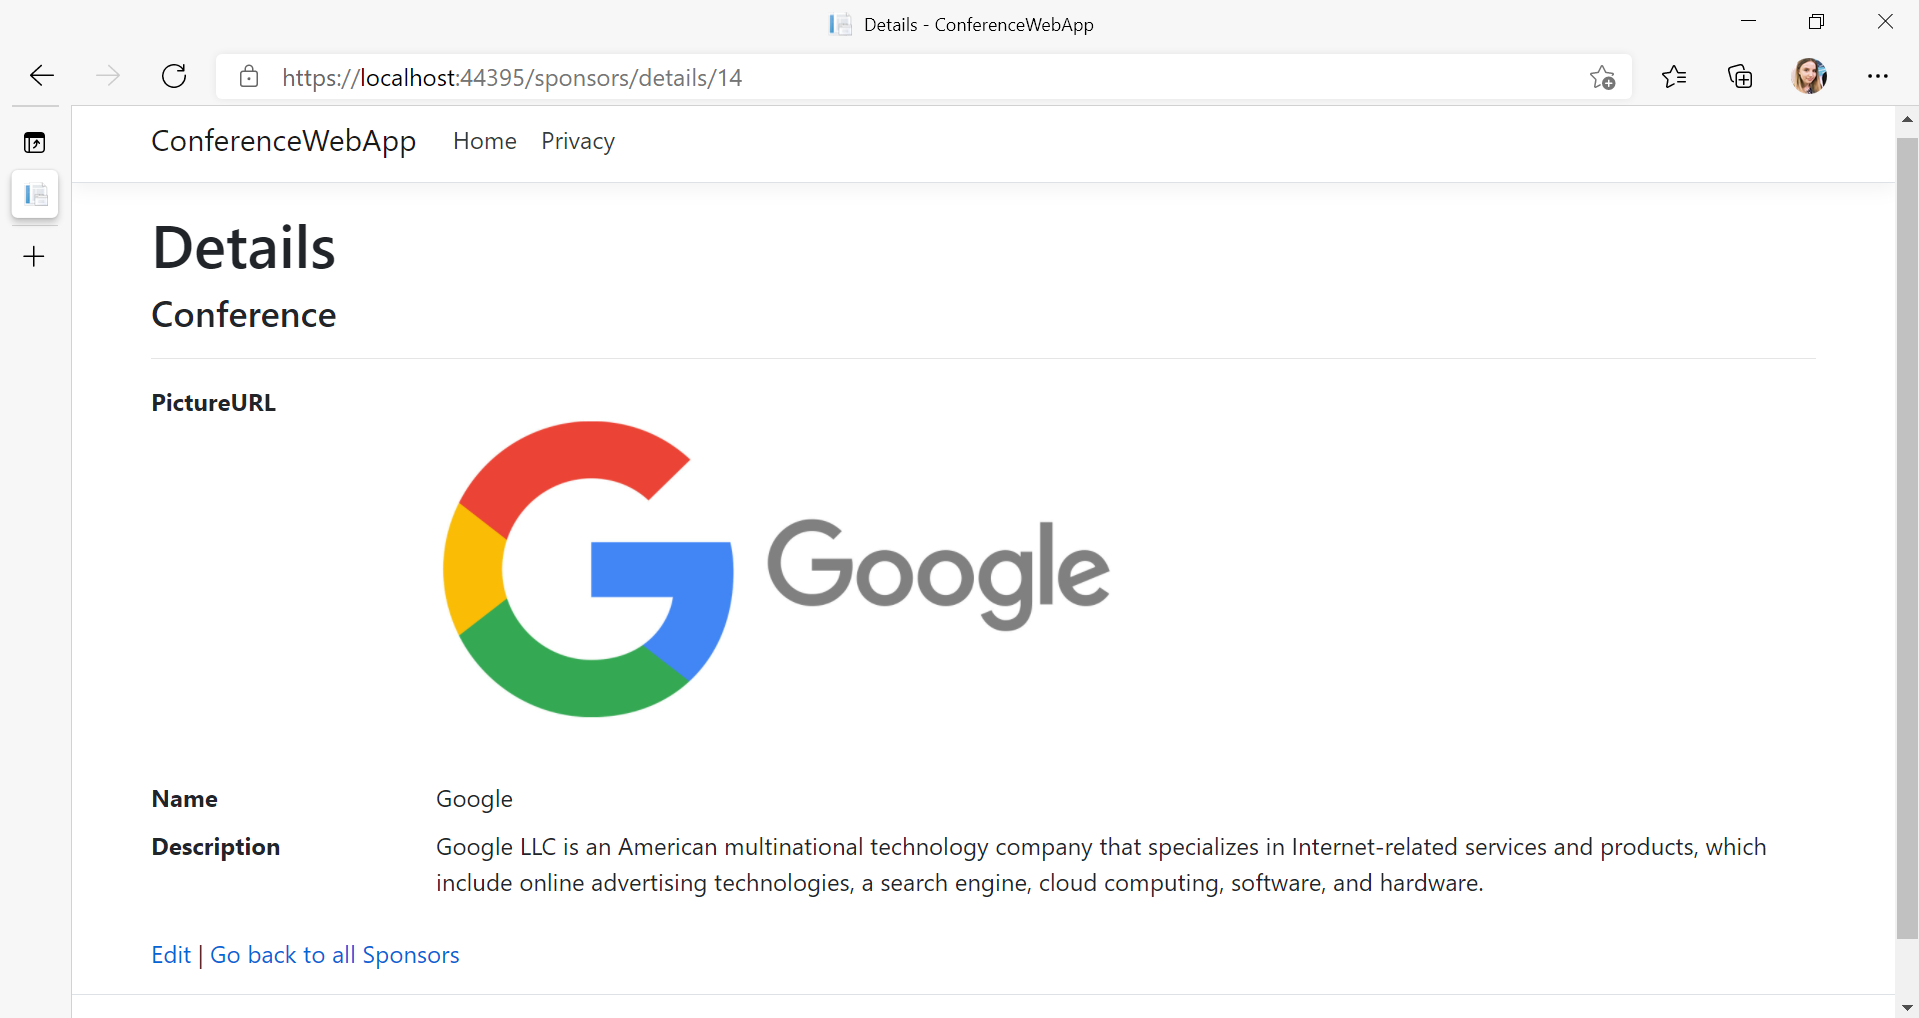 Details - ConferenceWebApp
https://localhost:44395/sponsors/details/14
ConferenceWebApp Home Privacy
Details
Conference
PictureURL
Google
Name Google
Description Google LLC is an American multinational technology company that specializes in Internet-related services and products, which
include online advertising technologies, a search engine, cloud computing, software, and hardware.
Edit | Go back to all Sponsors